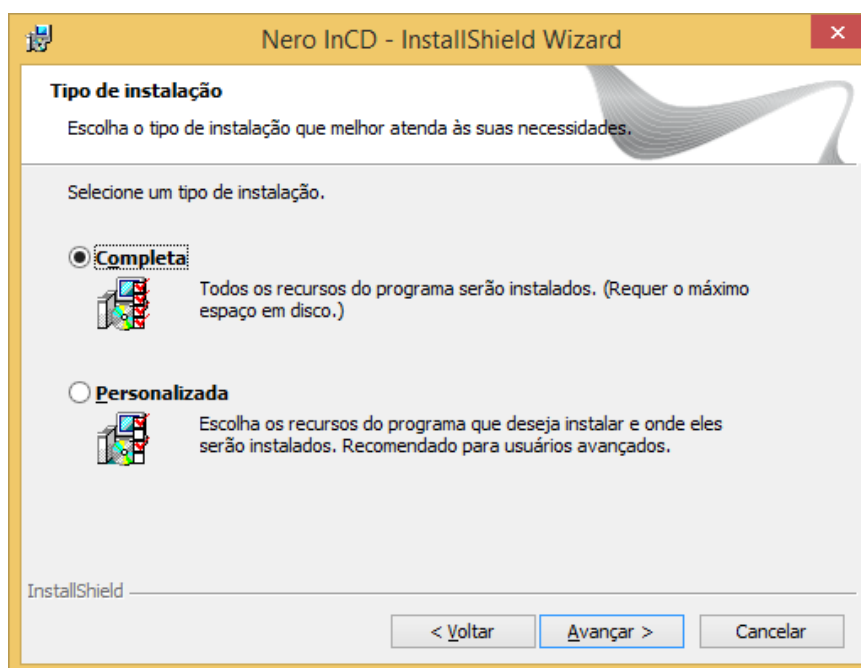 Nero InCD - InstallShield Wizard
Tipo de instalação
Escolha o tipo de instalação que melhor atenda às suas necessidades.
Selecione um tipo de instalação.
Completa
Todos os recursos do programa serão instalados. (Requer o máximo
espaço em disco.)
Personalizada
Escolha os recursos do programa que deseja instalar e onde eles
serão instalados. Recomendado para usuários avançados.
InstallShield
< Voltar Avançar > Cancelar